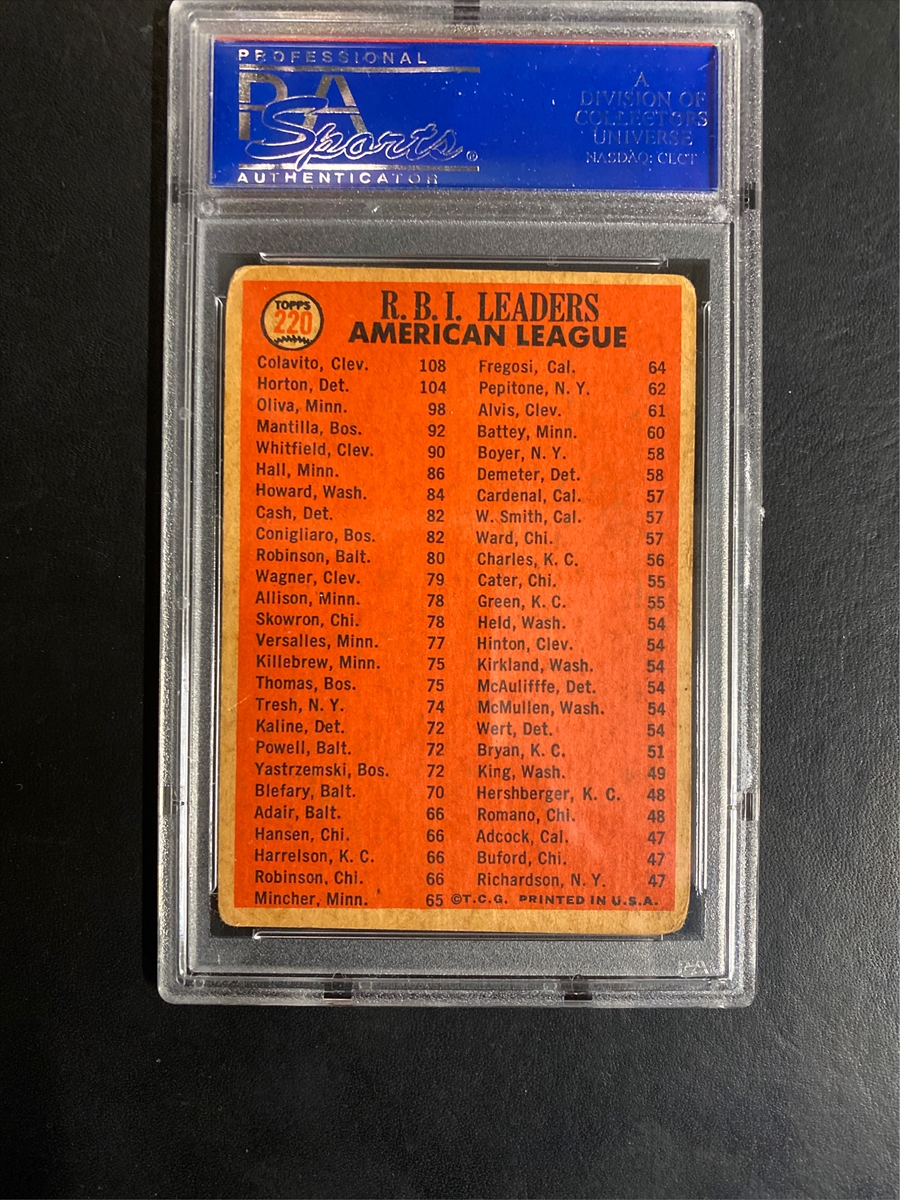 PROFESSIONAL
PSA
Sports®
AUTHENTICATOR
A
DIVISION OF
COLLECTORS
UNIVERSE
NASDAQ: CLCT
TOPPS
220
R.B.I. LEADERS
AMERICAN LEAGUE
Colavito, Clev. 108
Horton, Det. 104
Oliva, Minn. 98
Mantilla, Bos. 92
Whitfield, Clev. 90
Hall, Minn. 86
Howard, Wash. 84
Cash, Det. 82
Conigliaro, Bos. 82
Robinson, Balt. 80
Wagner, Clev. 79
Allison, Minn. 78
Skowron, Chi. 78
Versalles, Minn. 77
Killebrew, Minn. 75
Thomas, Bos. 75
Tresh, N. Y. 74
Kaline, Det. 72
Powell, Balt. 72
Yastrzemski, Bos. 72
Blefary, Balt. 70
Adair, Balt. 66
Hansen, Chi. 66
Harrelson, K. C. 66
Robinson, Chi. 66
Mincher, Minn. 65
Fregosi, Cal. 64
Pepitone, N. Y. 62
Alvis, Clev. 61
Battey, Minn. 60
Boyer, N. Y. 58
Demeter, Det. 58
Cardenal, Cal. 57
W. Smith, Cal. 57
Ward, Chi. 57
Charles, K. C. 56
Cater, Chi. 55
Green, K. C. 55
Held, Wash. 54
Hinton, Clev. 54
Kirkland, Wash. 54
McAulifffe, Det. 54
McMullen, Wash. 54
Wert, Det. 54
Bryan, K. C. 51
King, Wash. 49
Hershberger, K. C. 48
Romano, Chi. 48
Adcock, Cal. 47
Buford, Chi. 47
Richardson, N. Y. 47
©T.C.G. PRINTED IN U.S.A.
PSA